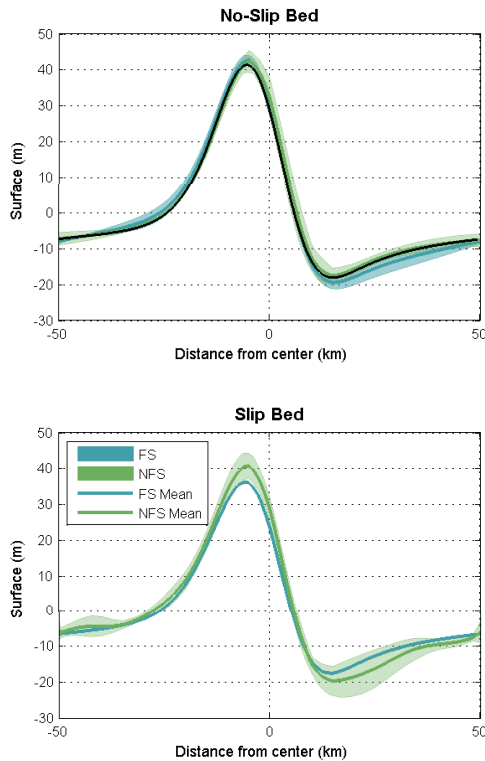 No-Slip Bed
50
40
30
20
10
0
-10
-20
-30
Surface (m)
-50
0
50
Distance from center (km)
Slip Bed
50
40
30
20
10
0
-10
-20
-30
Surface (m)
FS
NFS
FS Mean
NFS Mean
-50
0
50
Distance from center (km)